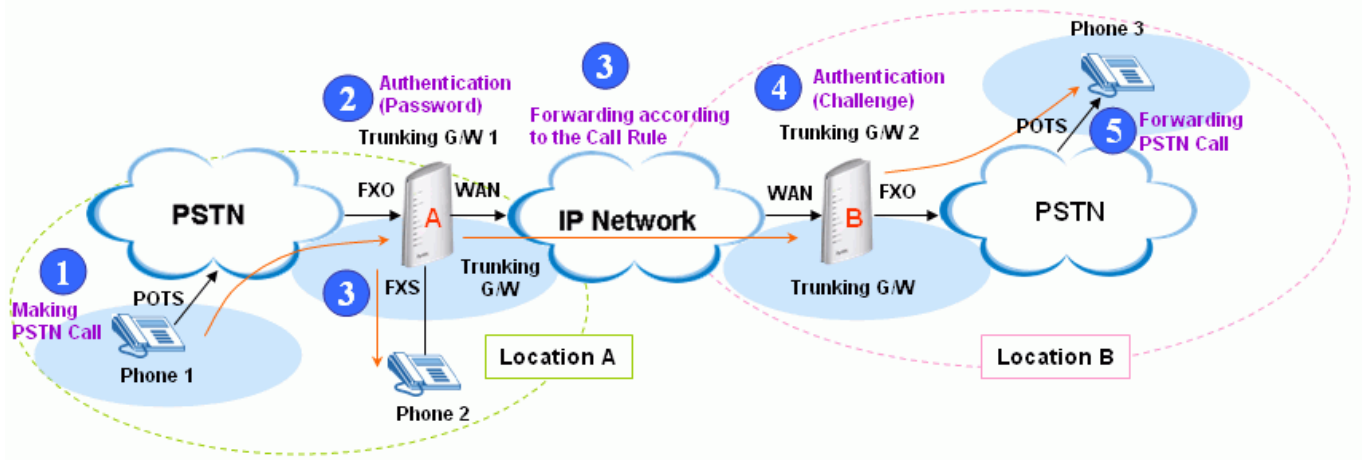 Phone 3
3
2
Authentication
(Password)
4
Authentication
(Challenge)
Forwarding according
to the Call Rule
Trunking G/W 1
Trunking G/W 2
POTS
5
Forwarding
PSTN Call
FXO
WAN
WAN
FXO
PSTN
A
IP Network
B
PSTN
1
POTS
3
FXS
Trunking
G/W
Trunking G/W
Making
PSTN Call
Phone 1
Location A
Location B
Phone 2